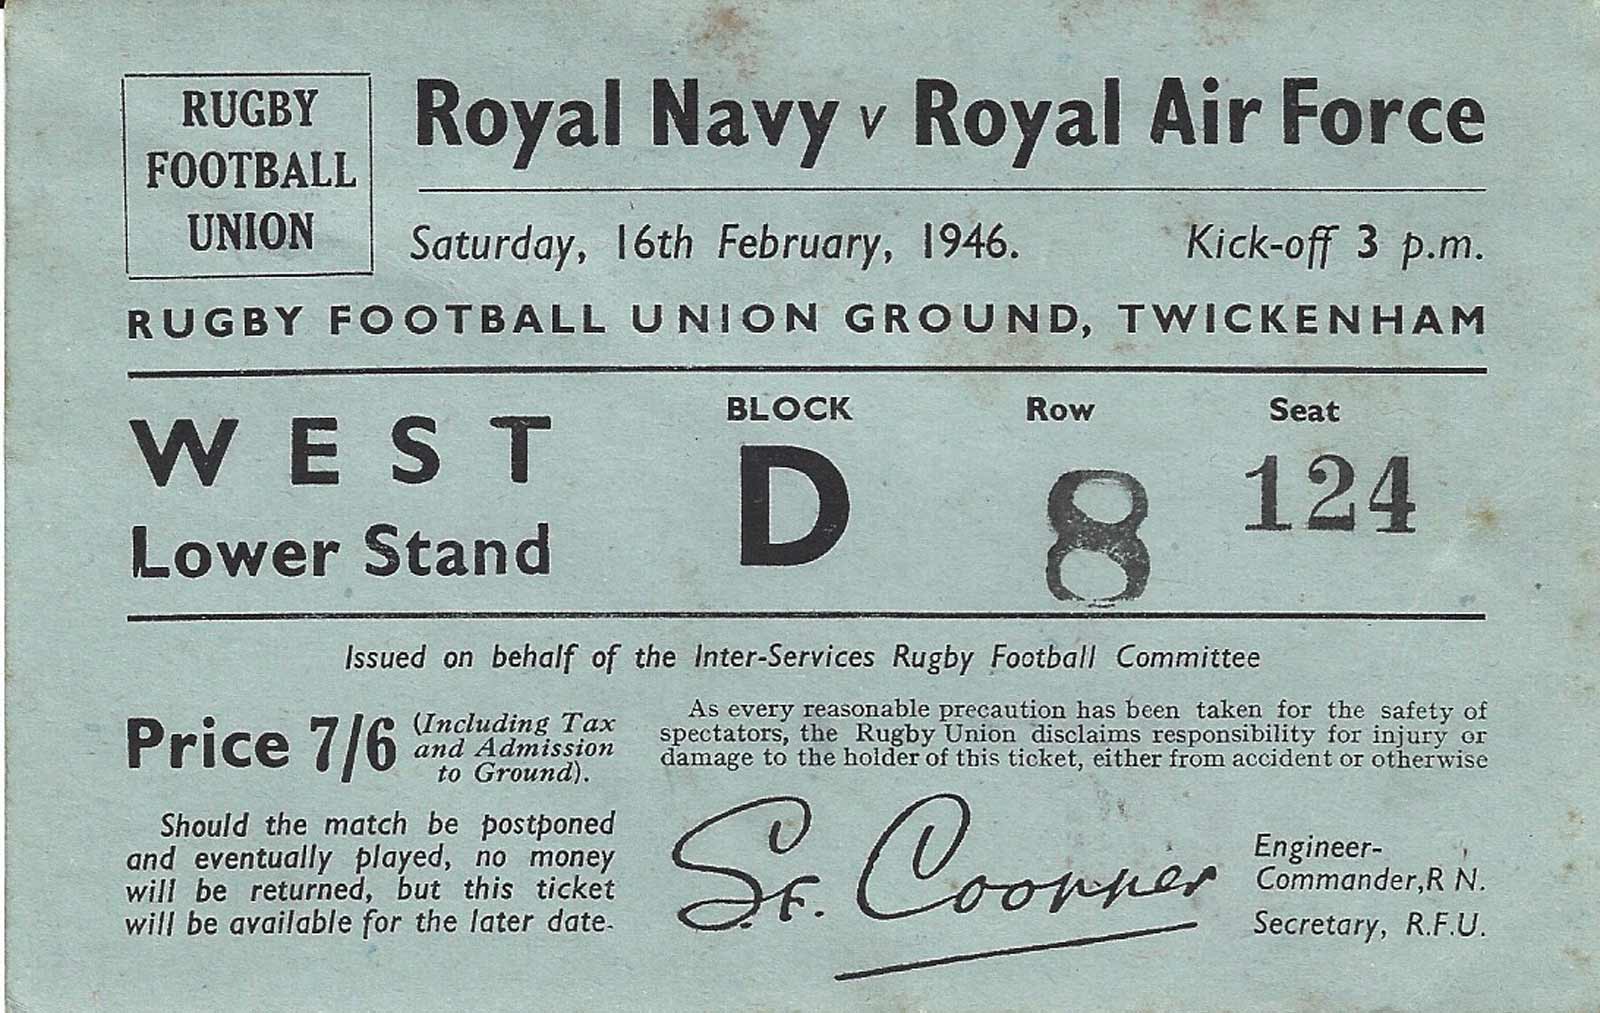 RUGBY
FOOTBALL
UNION
Royal Navy v Royal Air Force
Saturday, 16th February, 1946. Kick-off 3 p.m.
RUGBY FOOTBALL UNION GROUND, TWICKENHAM
WEST
Lower Stand
BLOCK
D
Row
8
Seat
124
Issued on behalf of the Inter-Services Rugby Football Committee
Price 7/6 (Including Tax
and Admission
to Ground).
As every reasonable precaution has been taken for the safety of
spectators, the Rugby Union disclaims responsibility for injury or
damage to the holder of this ticket, either from accident or otherwise
Should the match be postponed
and eventually played, no money
will be returned, but this ticket
will be available for the later date.
S.F. Coopper
Engineer-
Commander, R N.
Secretary, R.F.U.